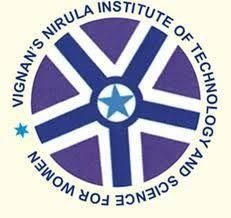 VIGNAN'S NIRULA INSTITUTE OF TECHNOLOGY AND SCIENCE FOR WOMEN